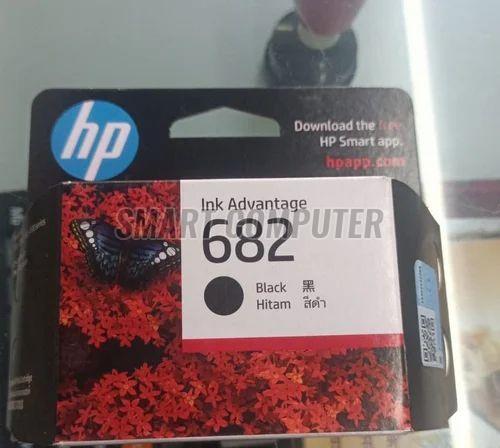 hp
Download the free
HP Smart app.
hpapp.com
Ink Advantage
SMART COMPUTER
682
Black 黑
Hitam สีดำ